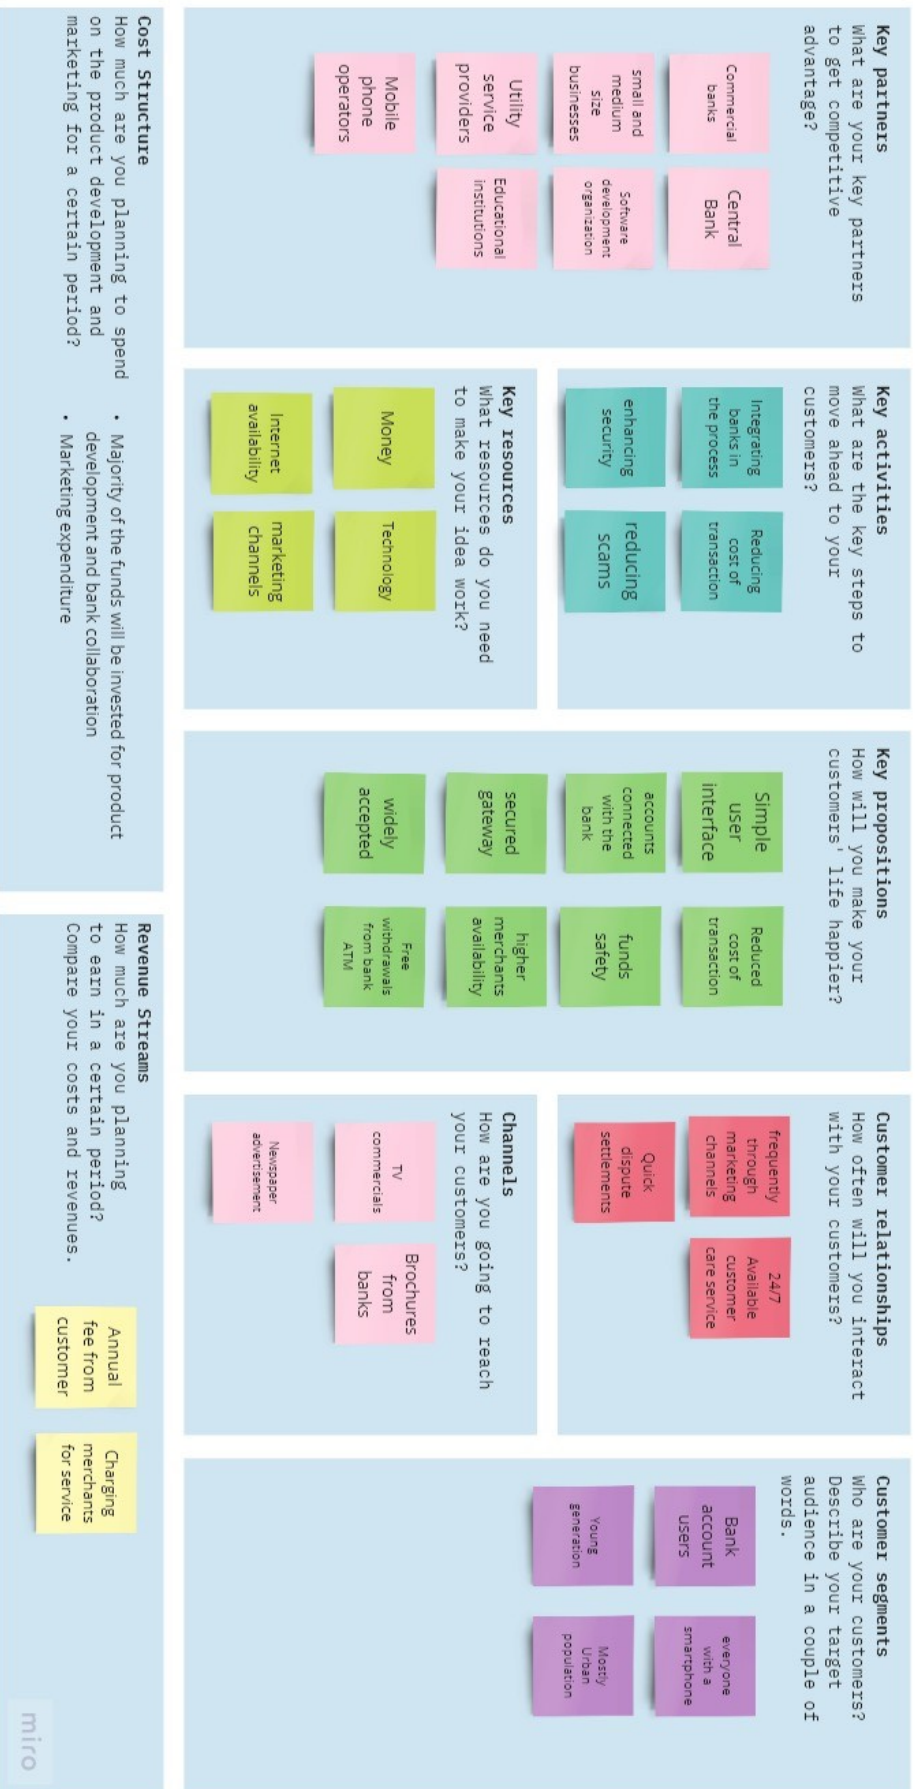 Key partners
What are your key partners
to get competitive
advantage?
Commercial
banks
Central
Bank
small and
medium
size
businesses
Software
development
organization
Utility
service
providers
Educational
institutions
Mobile
phone
operators
Key activities
What are the key steps to
move ahead to your
customers?
Integrating
banks in
the process
Reducing
cost of
transaction
enhancing
security
reducing
scams
Key resources
What resources do you need
to make your idea work?
Money
Technology
Internet
availability
marketing
channels
Key propositions
How will you make your
customers' life happier?
Simple
user
interface
Reduced
cost of
transaction
accounts
connected
with the
bank
funds
safety
secured
gateway
higher
merchants
availability
widely
accepted
Free
withdrawals
from bank
ATM
Customer relationships
How often will you interact
with your customers?
frequently
through
marketing
channels
24/7
Available
customer
care service
Quick
dispute
settlements
Channels
How are you going to reach
your customers?
TV
commercials
Brochures
from
banks
Newspaper
advertisement
Customer segments
Who are your customers?
Describe your target
audience in a couple of
words.
Bank
account
users
everyone
with a
smartphone
Young
generation
Mostly
Urban
population
Cost Structure
How much are you planning to spend
on the product development and
marketing for a certain period?
• Majority of the funds will be invested for product
development and bank collaboration
• Marketing expenditure
Revenue Streams
How much are you planning
to earn in a certain period?
Compare your costs and revenues.
Annual
fee from
customer
Charging
merchants
for service
miro